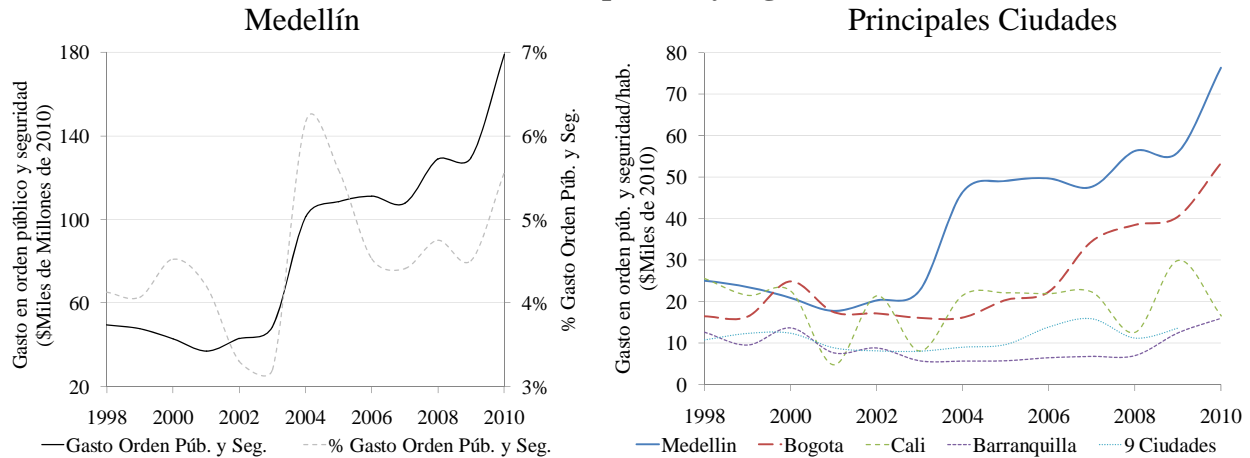 Medellín
Gasto en orden público y seguridad
($Miles de Millones de 2010)
180
140
100
60
20
7%
6%
5%
4%
3%
% Gasto Orden Púb. y Seg.
1998 2000 2002 2004 2006 2008 2010
Gasto Orden Púb. y Seg. % Gasto Orden Púb. y Seg.
Principales Ciudades
Gasto en orden púb. y seguridad/hab.
($Miles de 2010)
80
70
60
50
40
30
20
10
0
1998 2000 2002 2004 2006 2008 2010
Medellin Bogota Cali Barranquilla 9 Ciudades